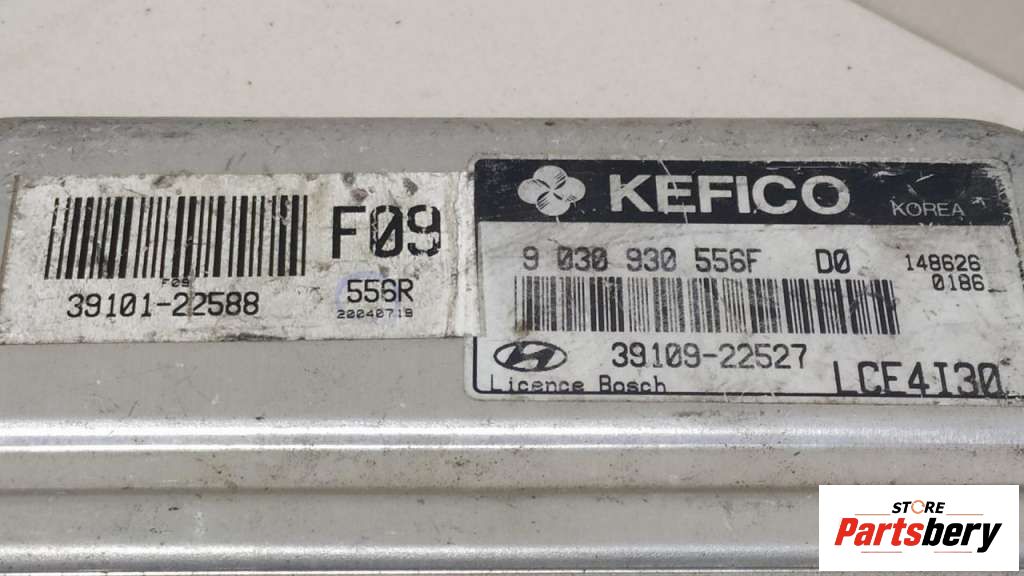 F09
F09
39101-22588
556R
20040719
KEFICO
KOREA
9 030 930 556F D0
148626
0186
39109-22527
Licence Bosch
LCE4I30
STORE
Partsbery